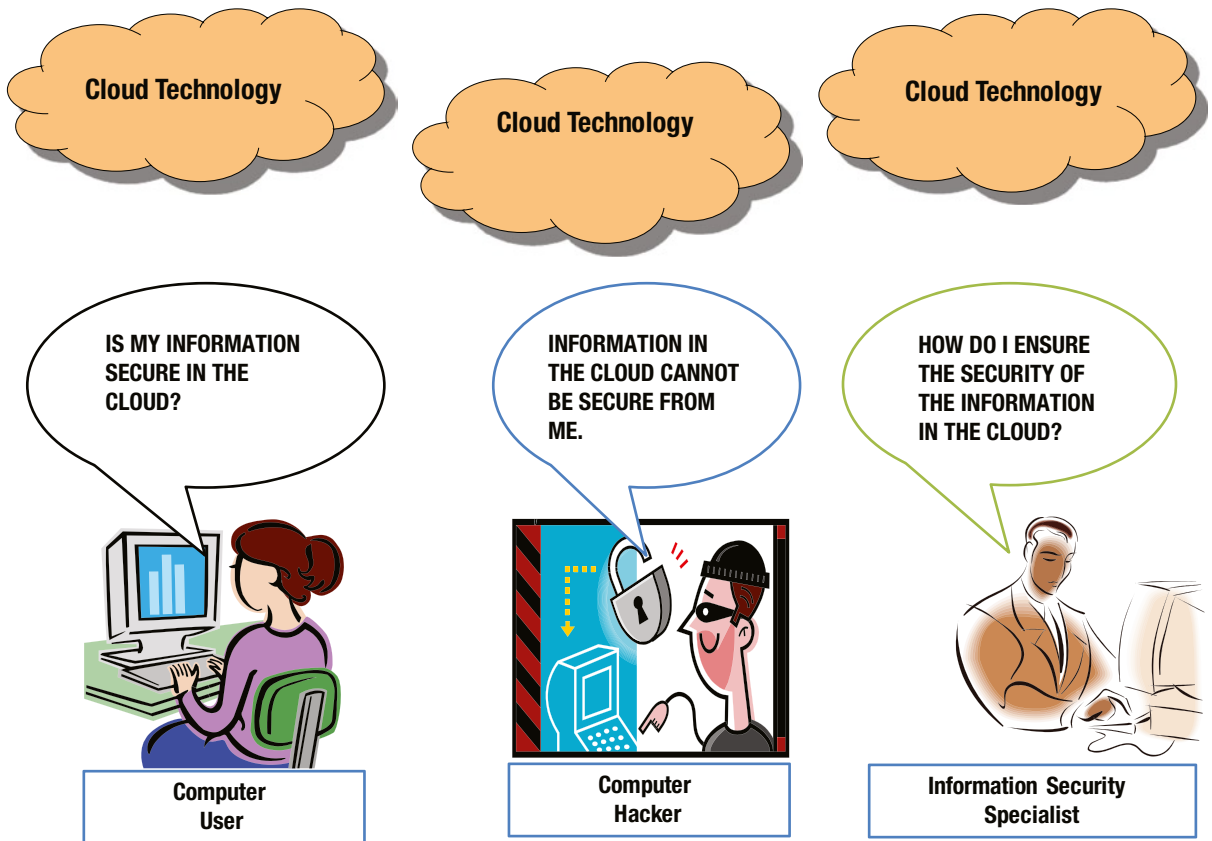 Cloud Technology
Cloud Technology
Cloud Technology
IS MY INFORMATION
SECURE IN THE
CLOUD?
INFORMATION IN
THE CLOUD CANNOT
BE SECURE FROM
ME.
HOW DO I ENSURE
THE SECURITY OF
THE INFORMATION
IN THE CLOUD?
Computer
User
Computer
Hacker
Information Security
Specialist